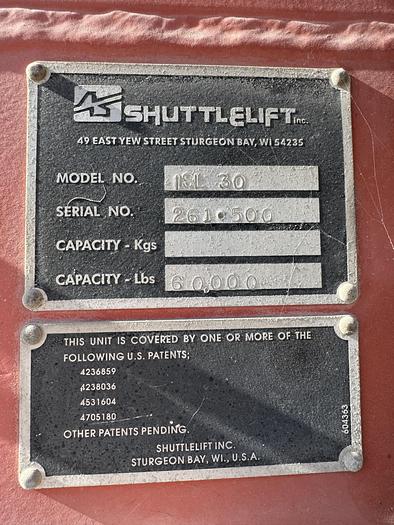 SHUTTLELIFT inc.
49 EAST YEW STREET STURGEON BAY, WI 54235
MODEL NO. ISL 30
SERIAL NO. 261•500
CAPACITY - Kgs
CAPACITY - Lbs 60,000
THIS UNIT IS COVERED BY ONE OR MORE OF THE
FOLLOWING U.S. PATENTS;
4236859
4238036
4531604
4705180
OTHER PATENTS PENDING.
SHUTTLELIFT INC.
STURGEON BAY, WI., U.S.A.
604363